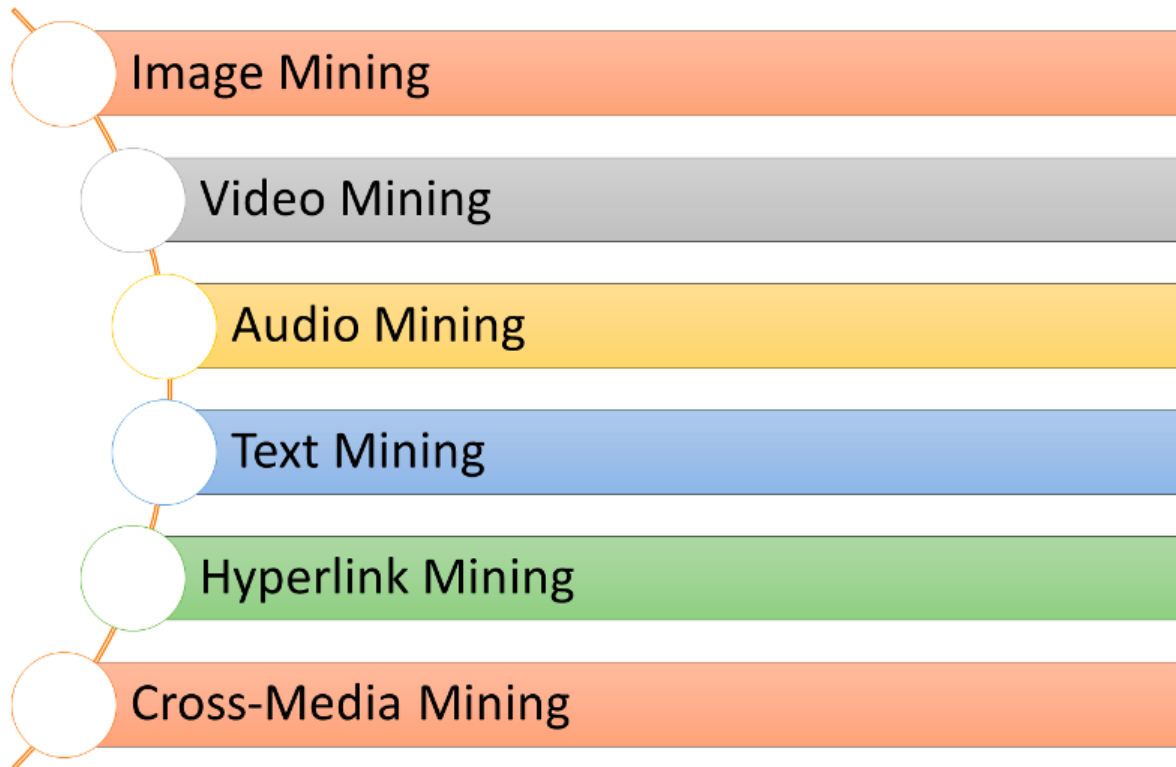 Image Mining
Video Mining
Audio Mining
Text Mining
Hyperlink Mining
Cross-Media Mining